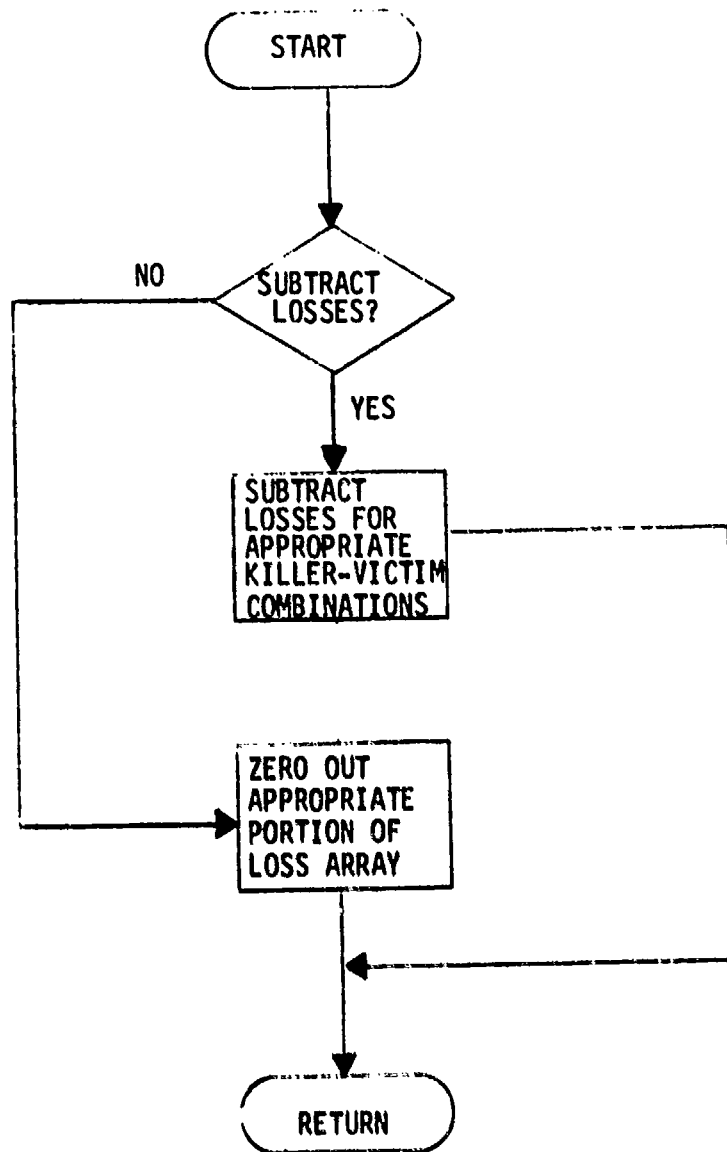 START
NO
SUBTRACT
LOSSES?
YES
SUBTRACT
LOSSES FOR
APPROPRIATE
KILLER-VICTIM
COMBINATIONS
ZERO OUT
APPROPRIATE
PORTION OF
LOSS ARRAY
RETURN